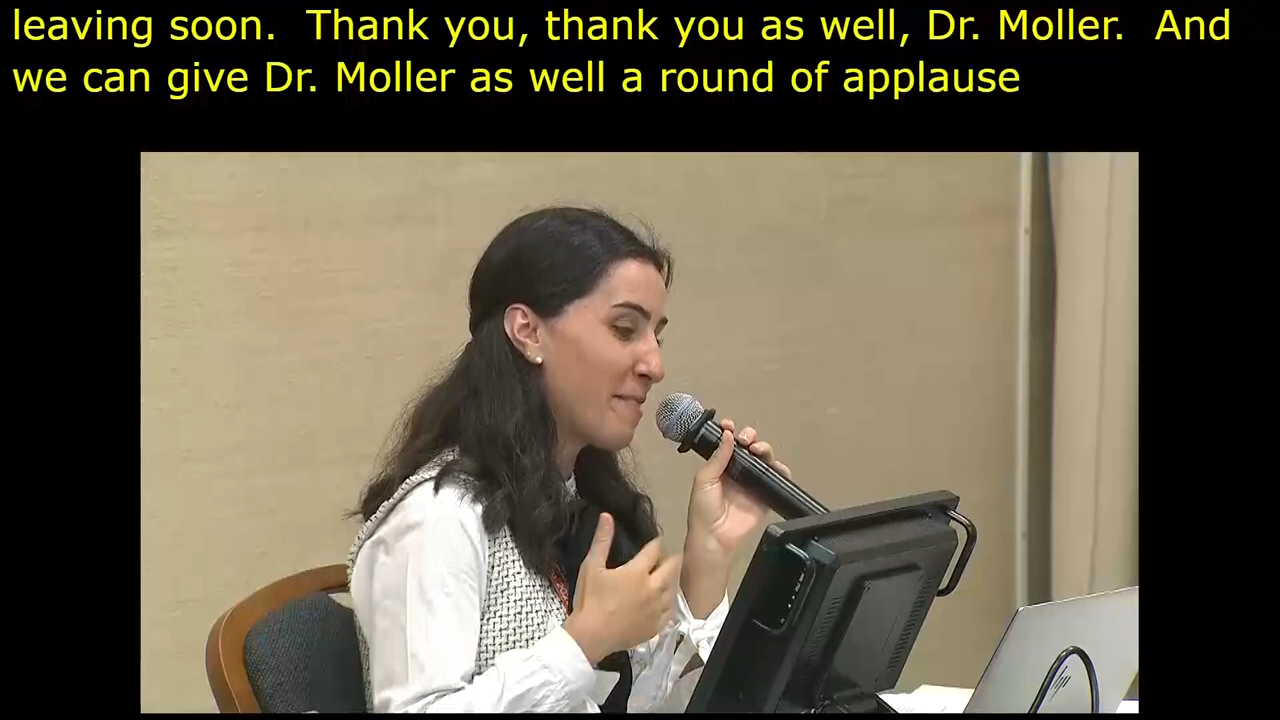 leaving soon.  Thank you, thank you as well, Dr. Moller.  And
we can give Dr. Moller as well a round of applause